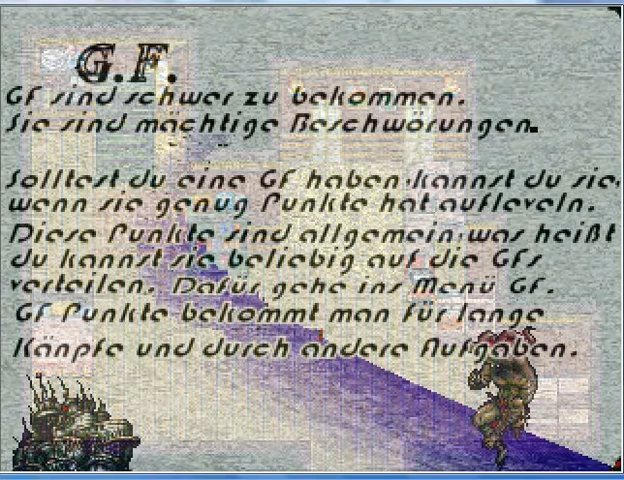 G.F.
GF sind schwer zu bekommen.
Sie sind mächtige Beschwörungen.
Solltest du eine GF haben,kannst du sie,
wenn sie genug Punkte hat aufleveln.
Diese Punkte sind allgemein,was heißt
du kannst sie beliebig auf die GFs
verteilen. Dafür gehe ins Menü GF.
GF Punkte bekommt man für lange
Känpfe und durch andere Aufgaben.